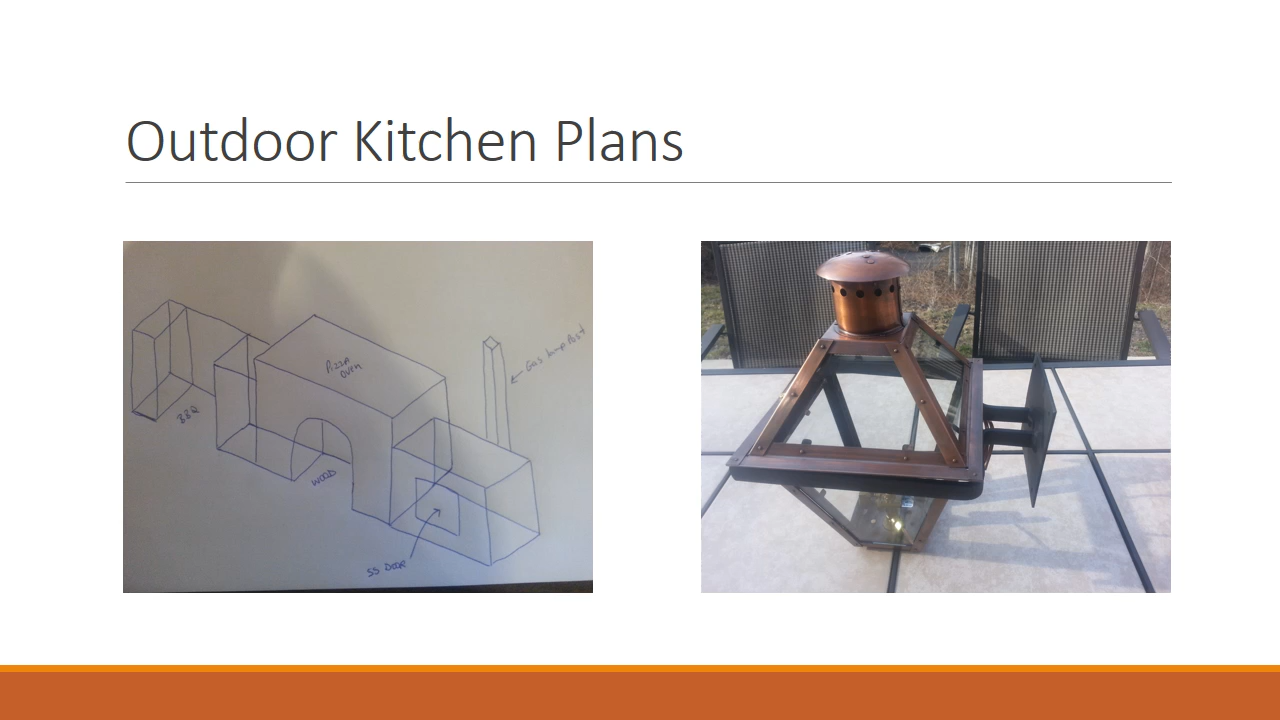 Outdoor Kitchen Plans
Pizza
Oven
Gas lamp Post
BBQ
WOOD
SS DOOR